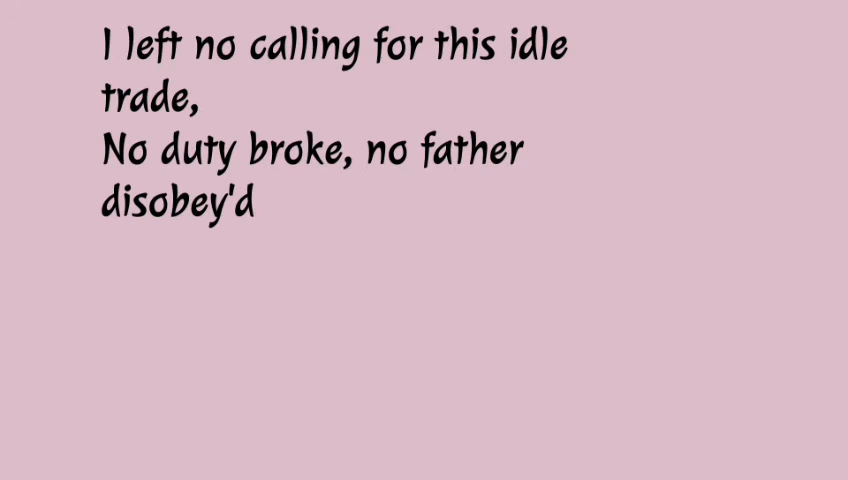 I left no calling for this idle
trade,
No duty broke, no father
disobey'd